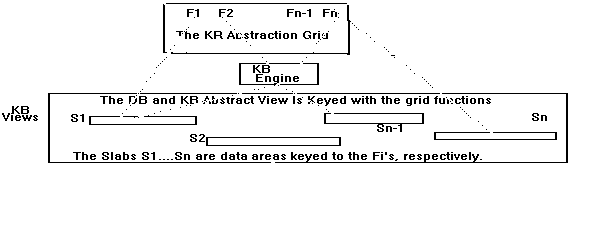 F1 F2 Fn-1 Fn
The KR Abstraction Grid
KB
Engine
The DB and KR Abstract View Is Keyed with the grid functions
KB
Views
S1
Sn-1
Sn
S2
The Slabs S1....Sn are data areas keyed to the Fi's, respectively.